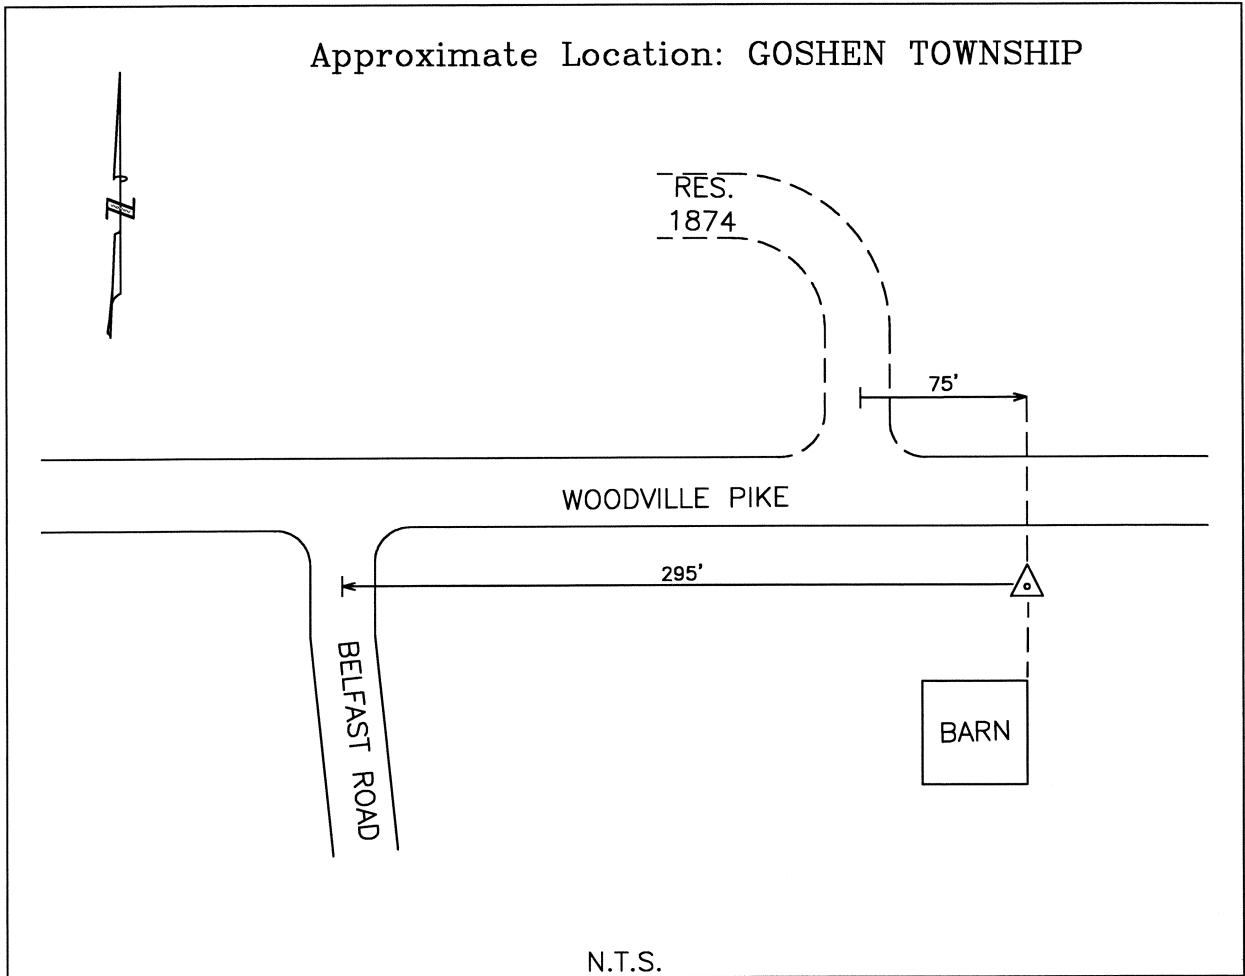 Approximate Location: GOSHEN TOWNSHIP
N
RES.
1874
75'
WOODVILLE PIKE
295'
BELFAST ROAD
BARN
N.T.S.